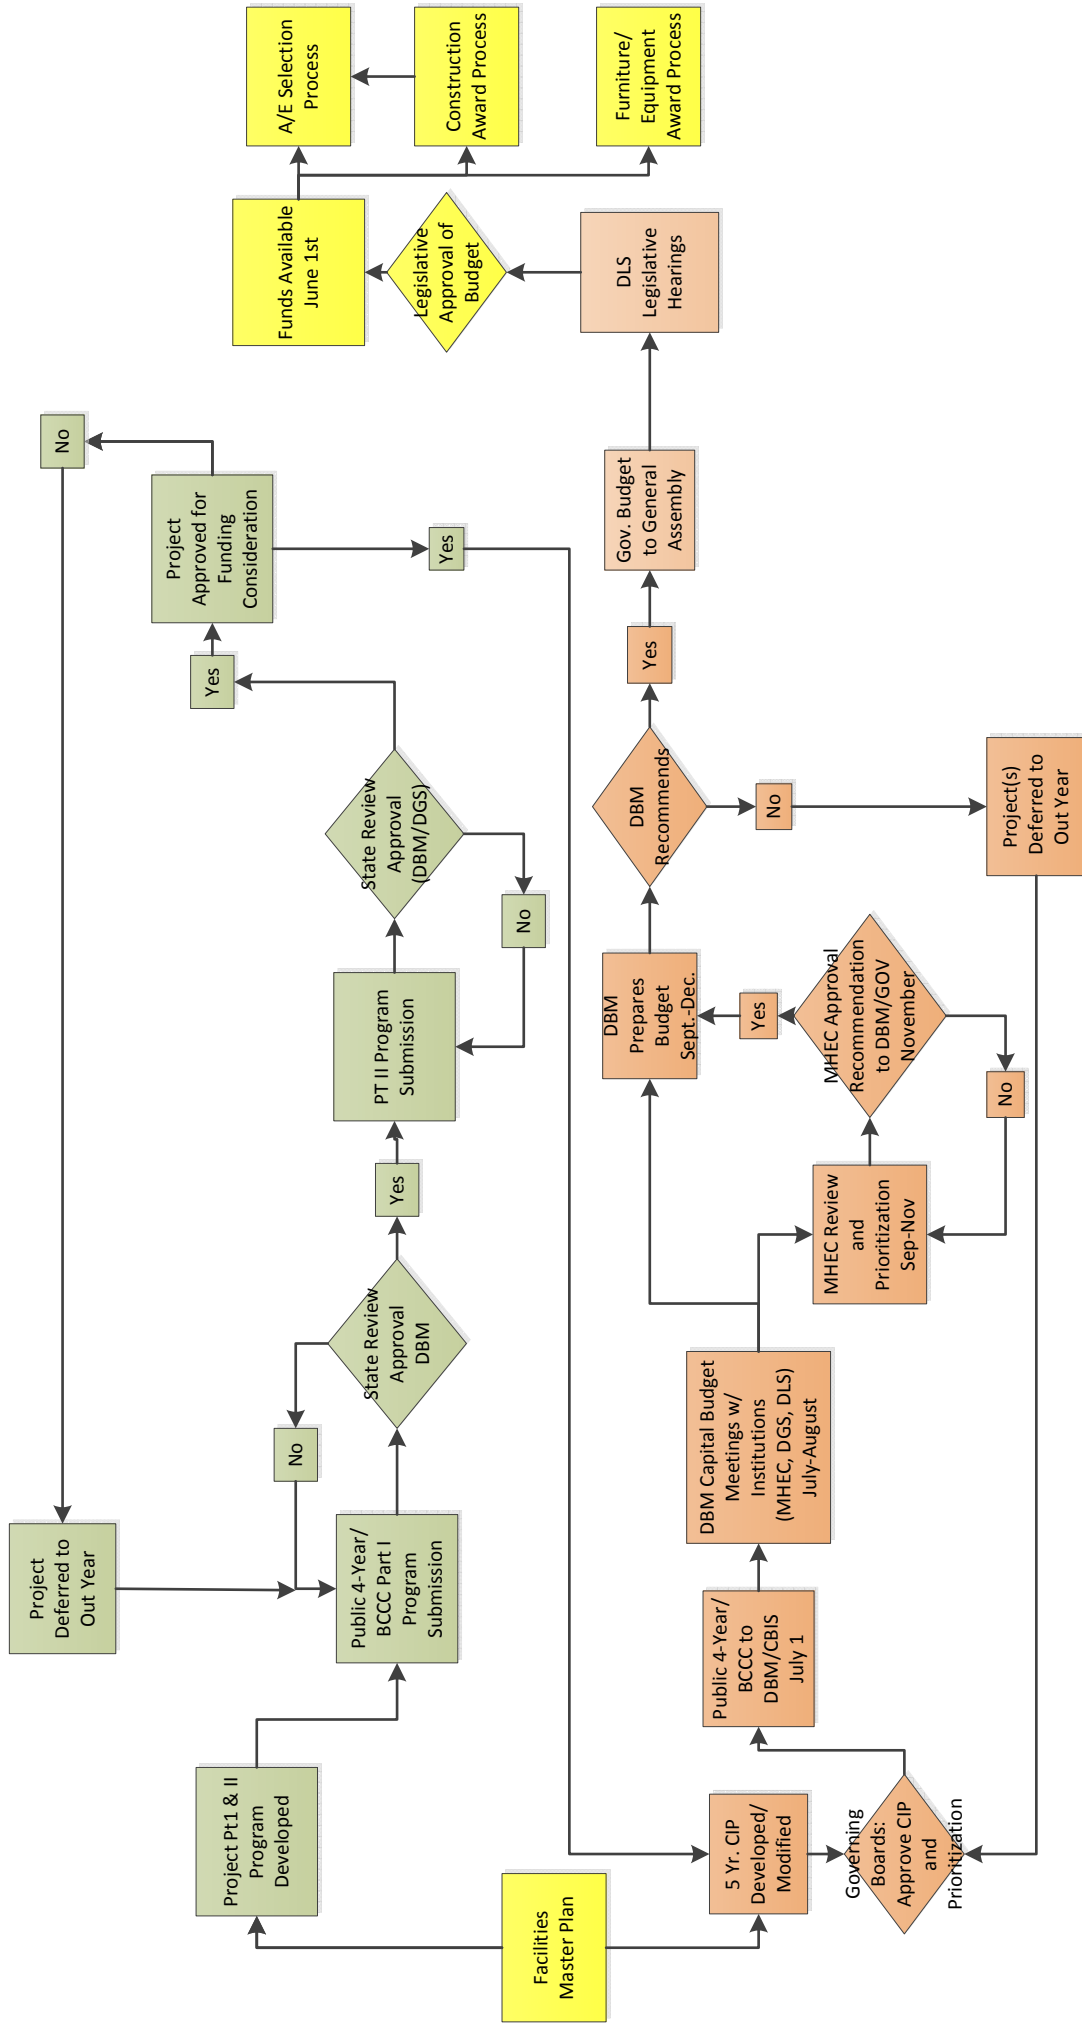 Facilities
Master Plan
Project Pt1 & II
Program
Developed
Project
Deferred to
Out Year
Public 4-Year/
BCCC Part I
Program
Submission
No
State Review
Approval
DBM
Yes
PT II Program
Submission
State Review
Approval
(DBM/DGS)
No
Yes
Project
Approved for
Funding
Consideration
No
Yes
5 Yr. CIP
Developed/
Modified
Governing
Boards:
Approve CIP
and
Prioritization
Public 4-Year/
BCCC to
DBM/CBIS
July 1
DBM Capital Budget
Meetings w/
Institutions
(MHEC, DGS, DLS)
July-August
MHEC Review
and
Prioritization
Sep-Nov
MHEC Approval
Recommendation
to DBM/GOV
November
No
Yes
DBM
Prepares
Budget
Sept.-Dec.
DBM
Recommends
No
Project(s)
Deferred to
Out Year
Yes
Gov. Budget
to General
Assembly
DLS
Legislative
Hearings
Legislative
Approval of
Budget
Funds Available
June 1st
A/E Selection
Process
Construction
Award Process
Furniture/
Equipment
Award Process